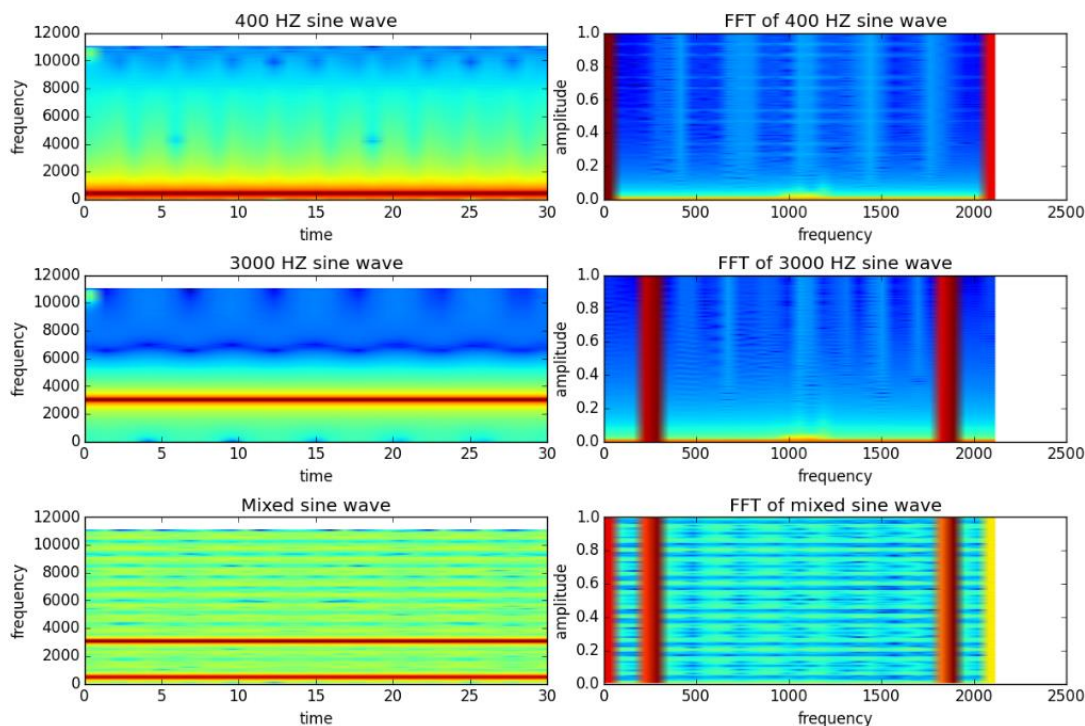 400 HZ sine wave
frequency
12000
10000
8000
6000
4000
2000
0
0 5 10 15 20 25 30
time
FFT of 400 HZ sine wave
amplitude
1.0
0.8
0.6
0.4
0.2
0.0
0 500 1000 1500 2000 2500
frequency
3000 HZ sine wave
frequency
12000
10000
8000
6000
4000
2000
0
0 5 10 15 20 25 30
time
FFT of 3000 HZ sine wave
amplitude
1.0
0.8
0.6
0.4
0.2
0.0
0 500 1000 1500 2000 2500
frequency
Mixed sine wave
frequency
12000
10000
8000
6000
4000
2000
0
0 5 10 15 20 25 30
time
FFT of mixed sine wave
amplitude
1.0
0.8
0.6
0.4
0.2
0.0
0 500 1000 1500 2000 2500
frequency